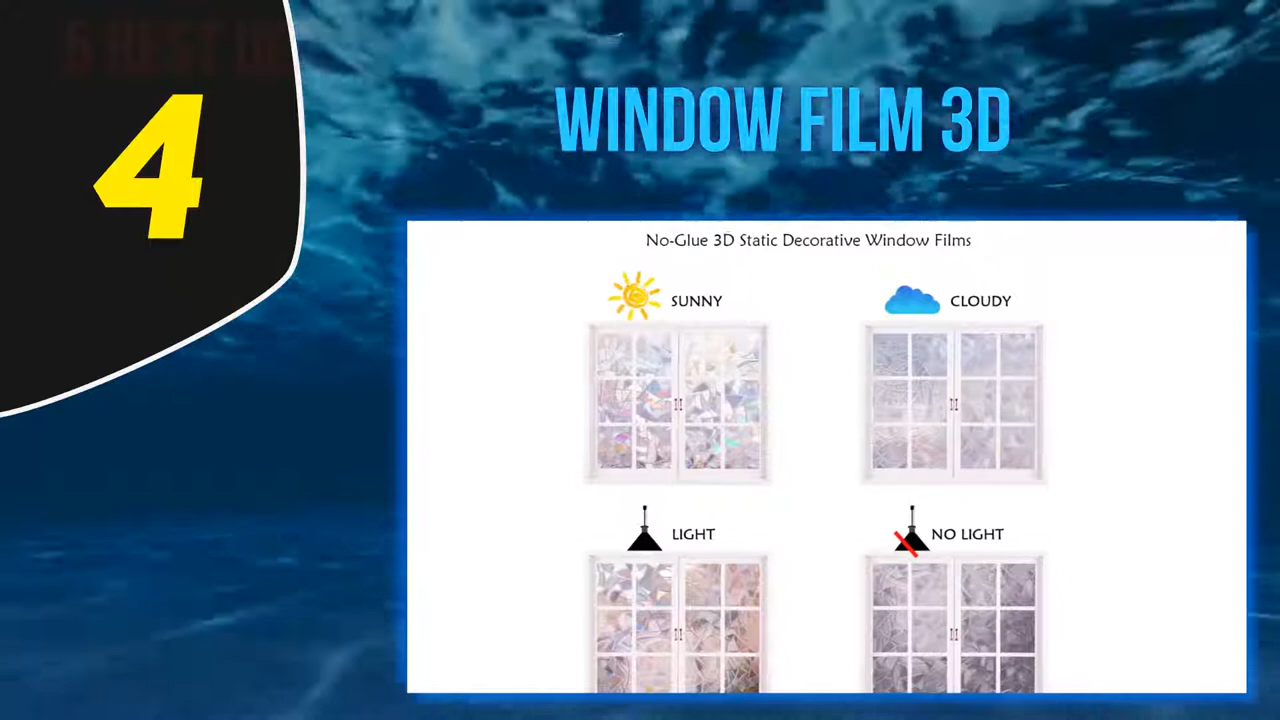 4
WINDOW FILM 3D
No-Glue 3D Static Decorative Window Films
SUNNY
CLOUDY
LIGHT
NO LIGHT